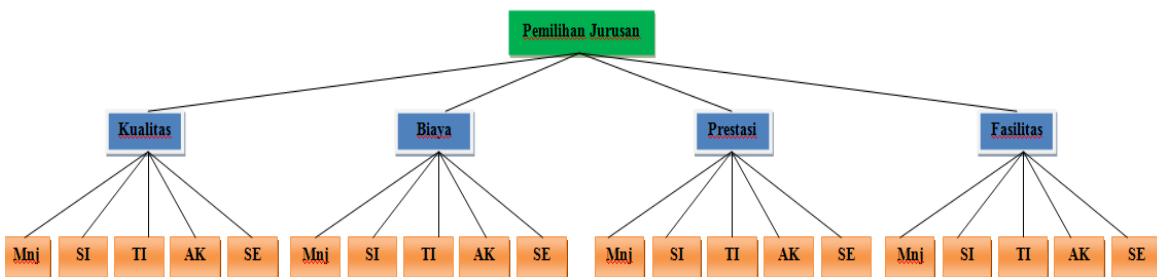 Pemilihan Jurusan
Kualitas Biaya Prestasi Fasilitas
Mnj SI TI AK SE Mnj SI TI AK SE Mnj SI TI AK SE Mnj SI TI AK SE